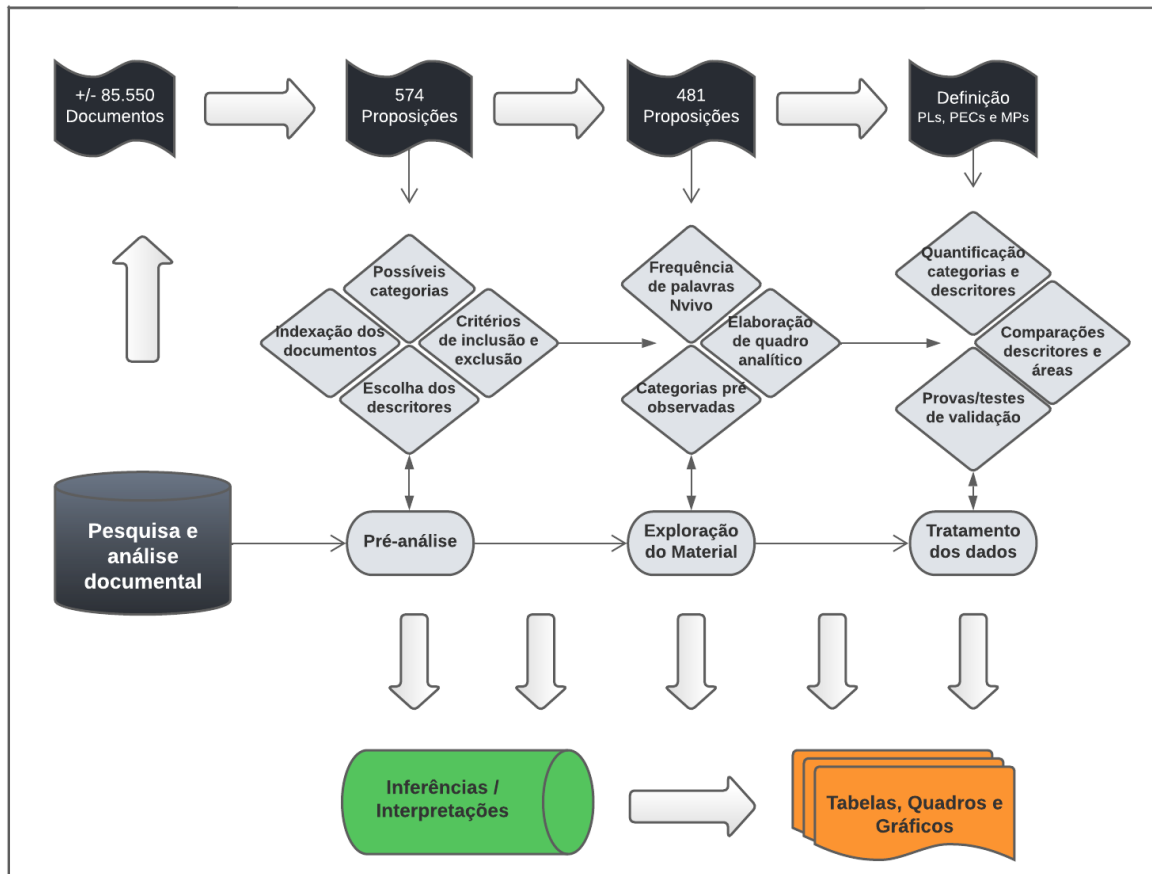 +/- 85.550
Documentos
574
Proposições
481
Proposições
Definição
PLs, PECs e MPs
Possíveis
categorias
Indexação dos
documentos
Critérios
de inclusão e
exclusão
Escolha dos
descritores
Frequência
de palavras
Nvivo
Elaboração
de quadro
analítico
Categorias pré
observadas
Quantificação
categorias e
descritores
Comparações
descritores e
áreas
Provas/testes
de validação
Pesquisa e
análise
documental
Pré-análise
Exploração
do Material
Tratamento
dos dados
Inferências /
Interpretações
Tabelas, Quadros e
Gráficos